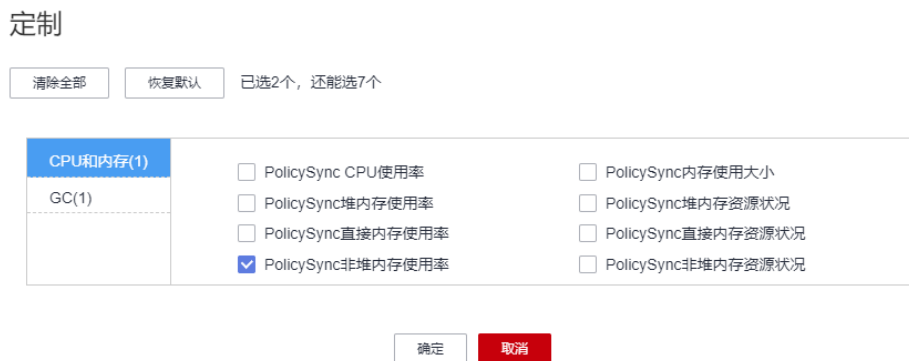 定制
清除全部 恢复默认 已选2个，还能选7个
CPU和内存(1)
GC(1)
PolicySync CPU使用率 PolicySync内存使用大小
PolicySync堆内存使用率 PolicySync堆内存资源状况
PolicySync直接内存使用率 PolicySync直接内存资源状况
PolicySync非堆内存使用率 PolicySync非堆内存资源状况
确定 取消